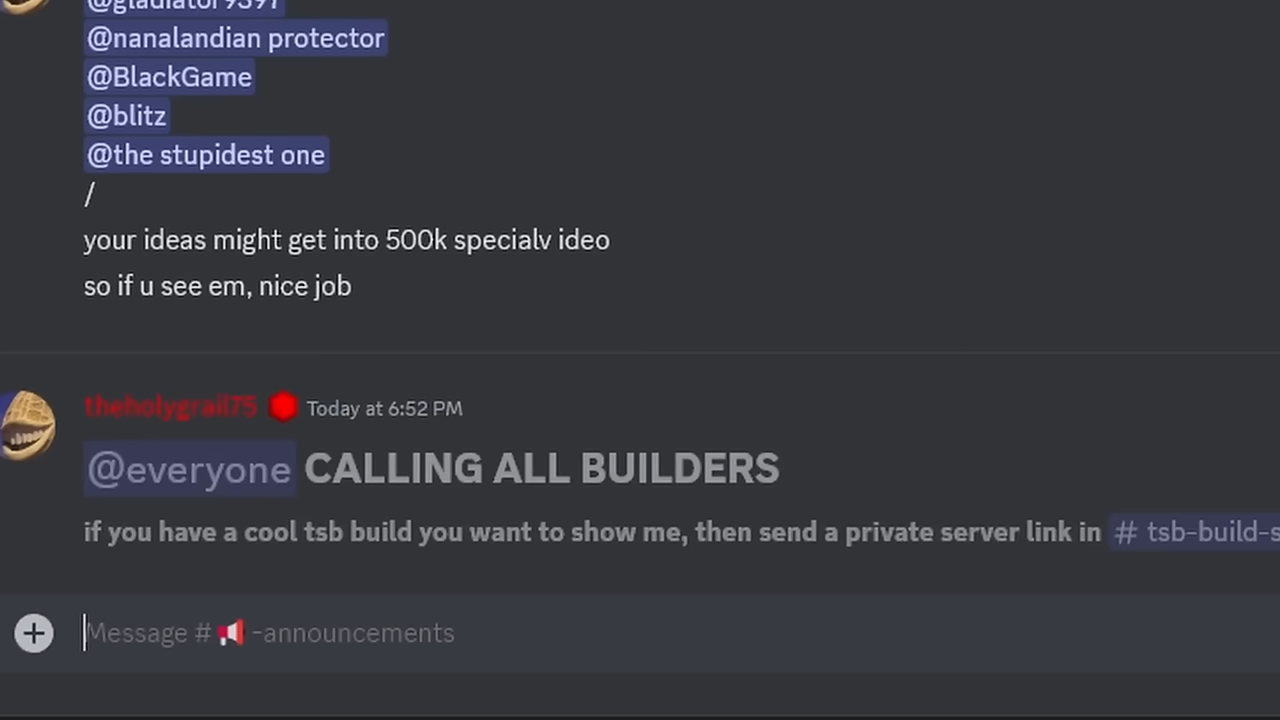 @gladiator9397
@nanalandian protector
@BlackGame
@blitz
@the stupidest one
/
your ideas might get into 500k specialv ideo
so if u see em, nice job
theholygrail75 Today at 6:52 PM
@everyone CALLING ALL BUILDERS
if you have a cool tsb build you want to show me, then send a private server link in # tsb-build-s
Message # -announcements